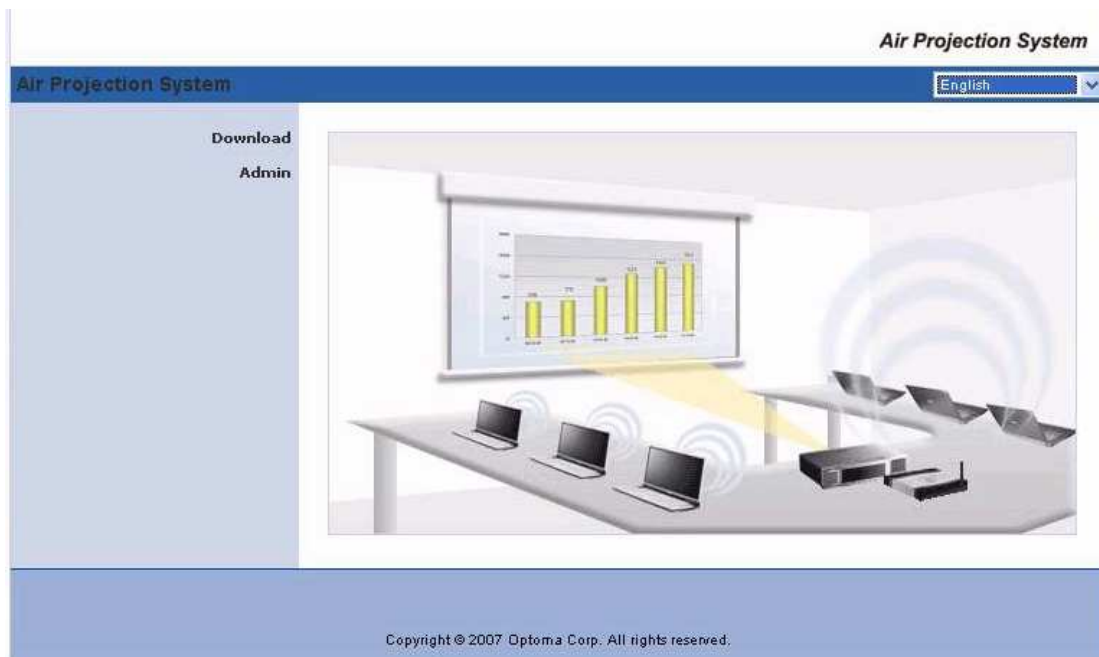 Air Projection System
Air Projection System
English
Download
Admin
Copyright © 2007 Optoma Corp. All rights reserved.